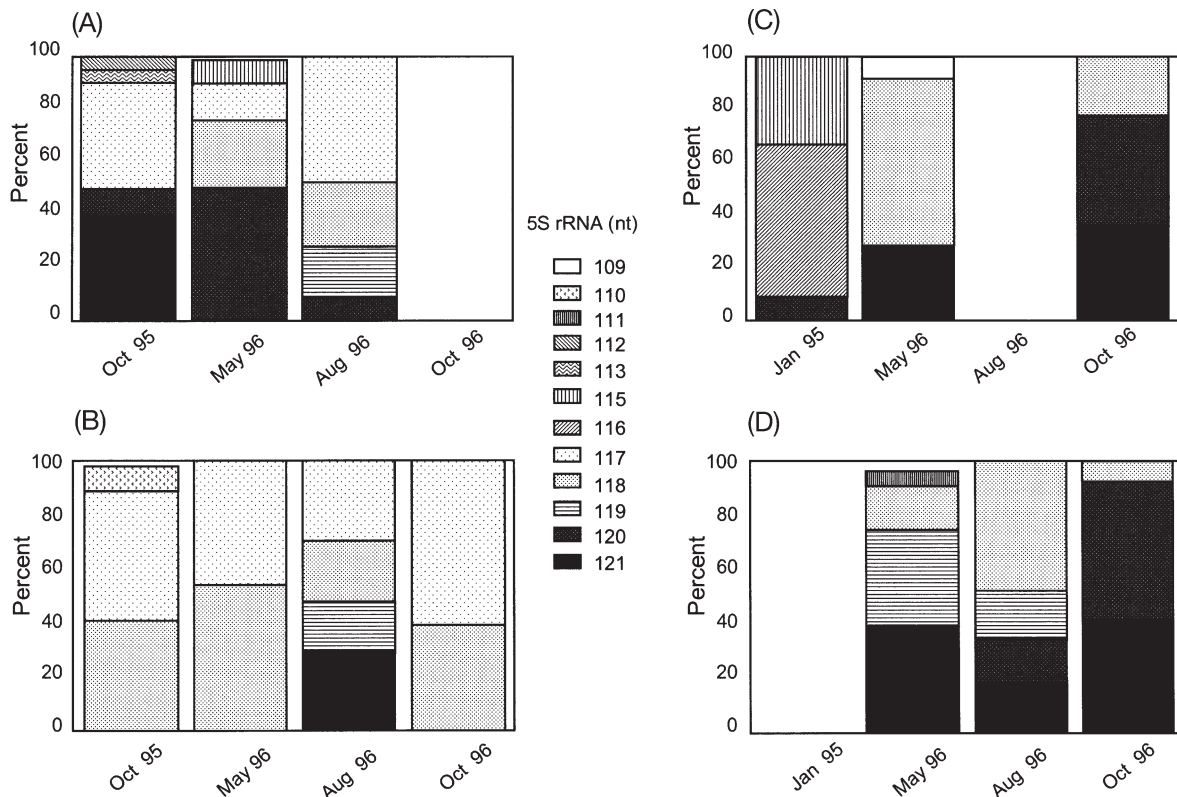 (A)
100
80
60
40
20
0
Percent
Oct 95
May 96
Aug 96
Oct 96
(B)
100
80
60
40
20
0
Percent
Oct 95
May 96
Aug 96
Oct 96
5S rRNA (nt)
109
110
111
112
113
115
116
117
118
119
120
121
(C)
100
80
60
40
20
0
Percent
Jan 95
May 96
Aug 96
Oct 96
(D)
100
80
60
40
20
0
Percent
Jan 95
May 96
Aug 96
Oct 96